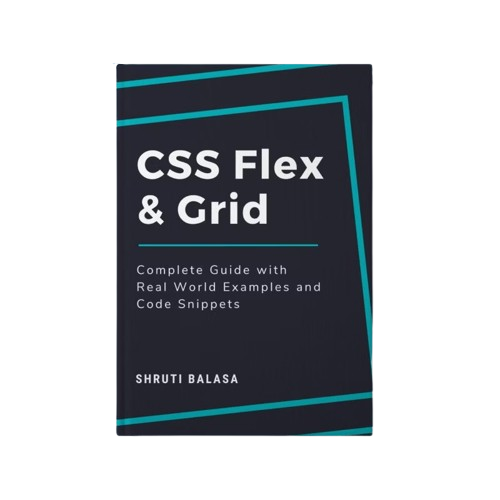 CSS Flex
& Grid
Complete Guide with
Real World Examples and
Code Snippets
SHRUTI BALASA